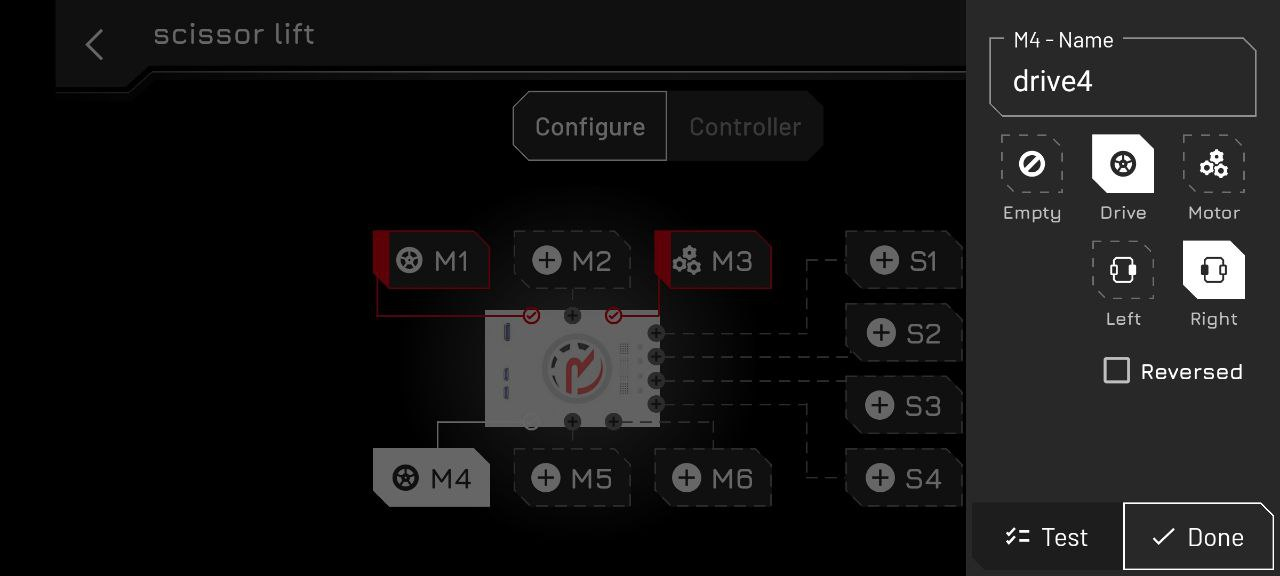 scissor lift
Configure
Controller
M1
M2
M3
S1
S2
S3
S4
M4
M5
M6
M4 - Name
drive4
Empty
Drive
Motor
Left
Right
Reversed
Test
Done